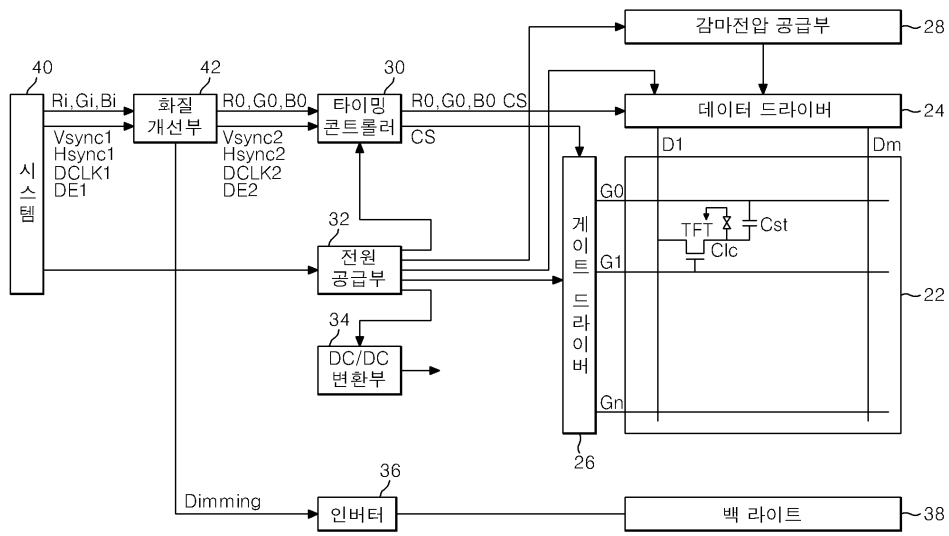 감마전압 공급부
28
40
42
30
Ri,Gi,Bi
화질
개선부
R0,G0,B0
타이밍
콘트롤러
R0,G0,B0 CS
데이터 드라이버
24
Vsync1
Hsync1
DCLK1
DE1
Vsync2
Hsync2
DCLK2
DE2
CS
D1
Dm
시스템
게이트 드라이버
G0
TFT
Clc
Cst
32
전원
공급부
G1
22
34
DC/DC
변환부
Gn
26
36
Dimming
인버터
백 라이트
38